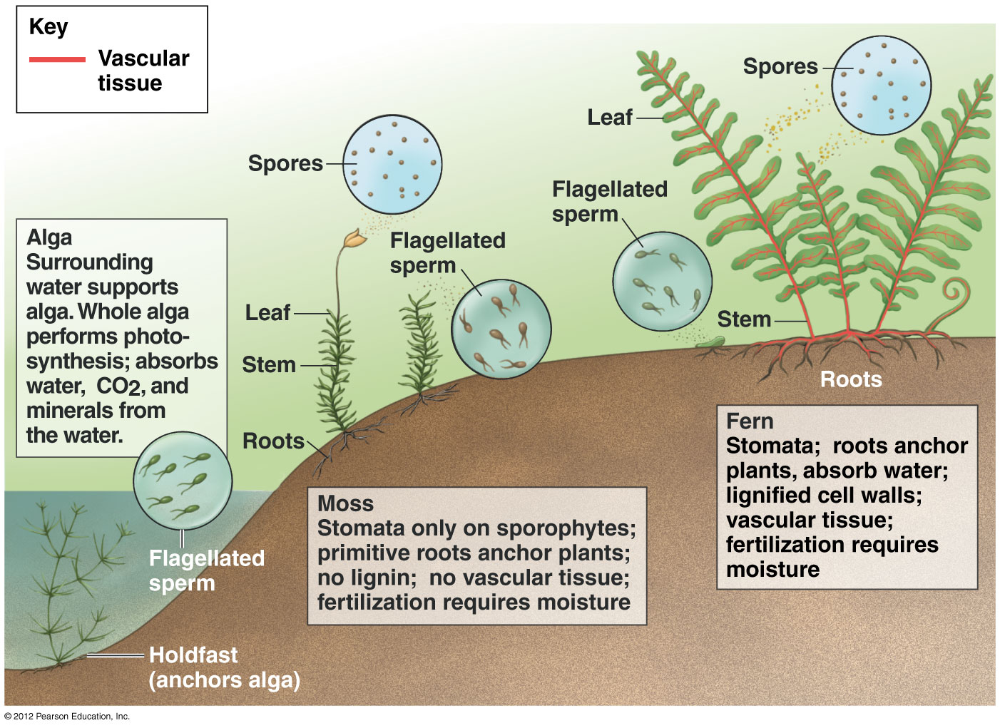 Key
Vascular
tissue
Spores
Leaf
Flagellated
sperm
Stem
Roots
Fern
Stomata; roots anchor
plants, absorb water;
lignified cell walls;
vascular tissue;
fertilization requires
moisture
Spores
Flagellated
sperm
Leaf
Stem
Roots
Moss
Stomata only on sporophytes;
primitive roots anchor plants;
no lignin; no vascular tissue;
fertilization requires moisture
Alga
Surrounding
water supports
alga. Whole alga
performs photo-
synthesis; absorbs
water, CO2, and
minerals from
the water.
Flagellated
sperm
Holdfast
(anchors alga)
© 2012 Pearson Education, Inc.